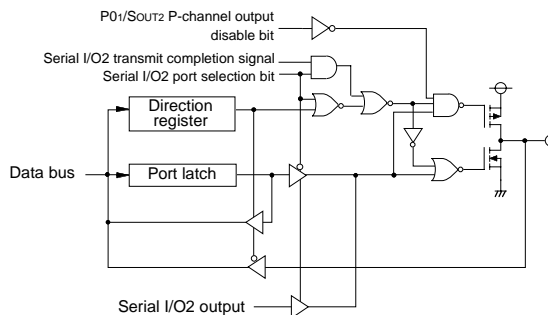 P01/SOUT2 P-channel output
disable bit
Serial I/O2 transmit completion signal
Serial I/O2 port selection bit
Direction
register
Data bus
Port latch
Serial I/O2 output